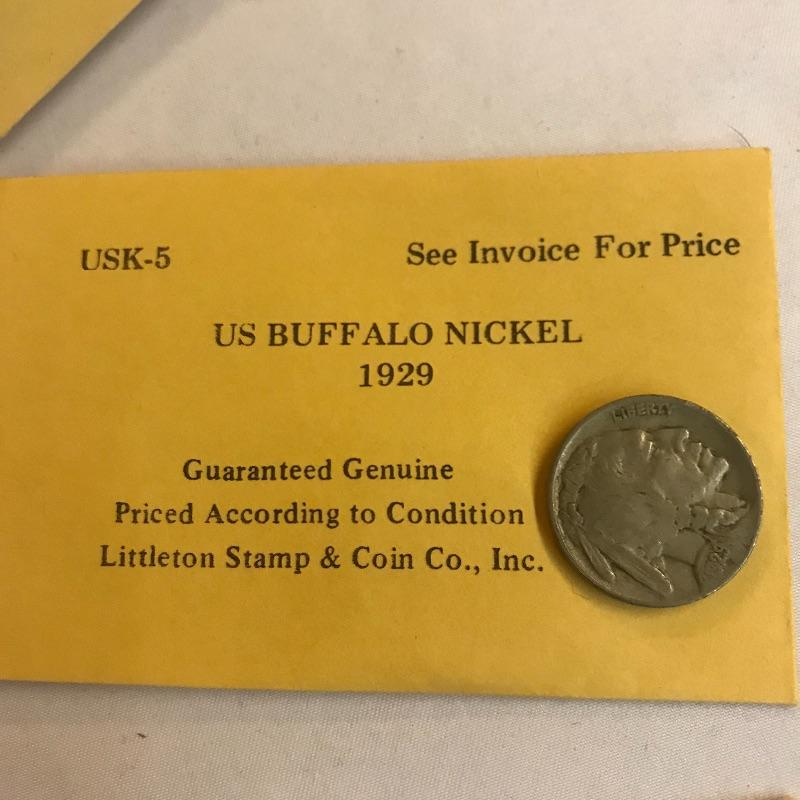 USK-5 See Invoice For Price
US BUFFALO NICKEL
1929
Guaranteed Genuine
Priced According to Condition
Littleton Stamp & Coin Co., Inc.
LIBERTY
1929